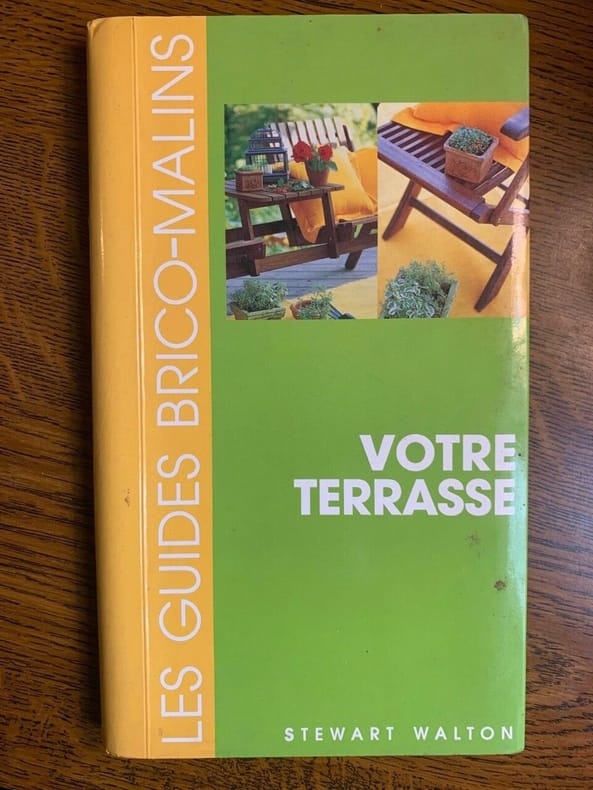 LES GUIDES BRICO-MALINS
VOTRE
TERRASSE
STEWART WALTON